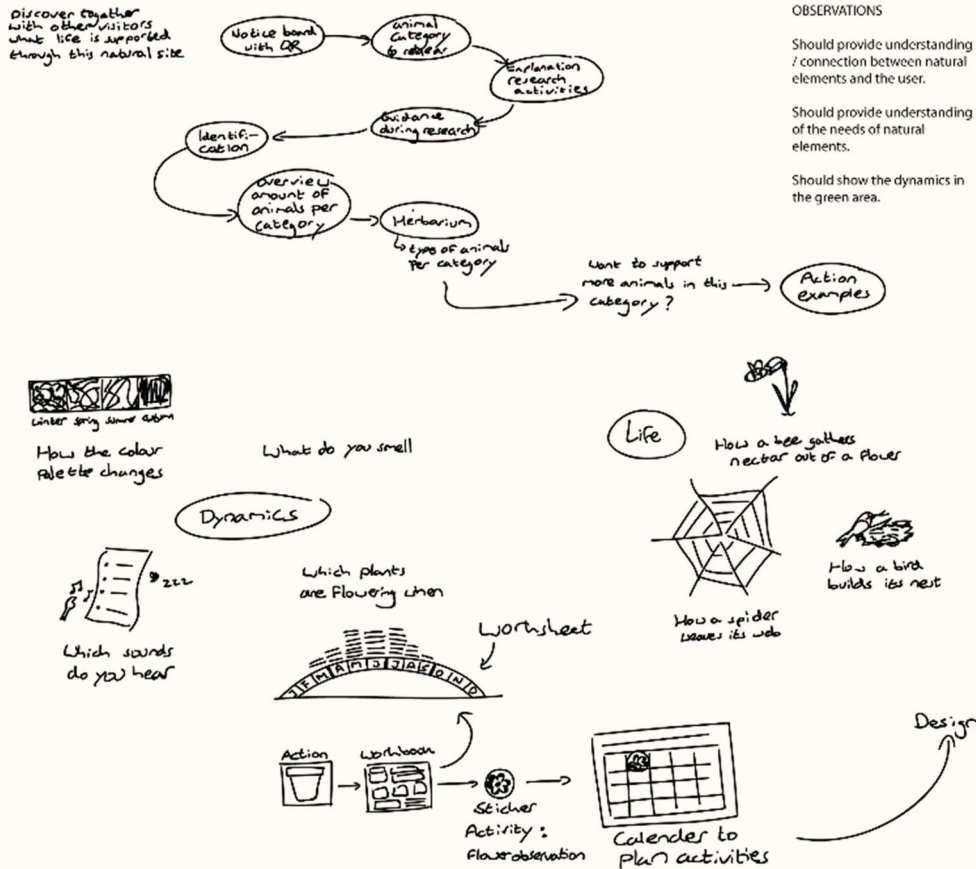 Discover together
with other visitors
what life is supported
through this natural site
Notice board
with QR
animal
category
to research
Explanation
research
activities
Guidance
during research
Identifi-
cation
overview
amount of
animals per
category
Herbarium
↳ type of animals
per category
want to support
more animals in this
category?
Action
examples
OBSERVATIONS
Should provide understanding
/ connection between natural
elements and the user.
Should provide understanding
of the needs of natural
elements.
Should show the dynamics in
the green area.
winter spring summer autumn
How the colour
palette changes
What do you smell
Dynamics
zzz
Which sounds
do you hear
Which plants
are flowering when
J F M A M J J A S O N D
Worksheet
Life
How a bee gathers
nectar out of a flower
How a spider
weaves its web
How a bird
builds its nest
Action
Workbook
Sticker
Activity:
Flower observation
Calender to
plan activities
Design